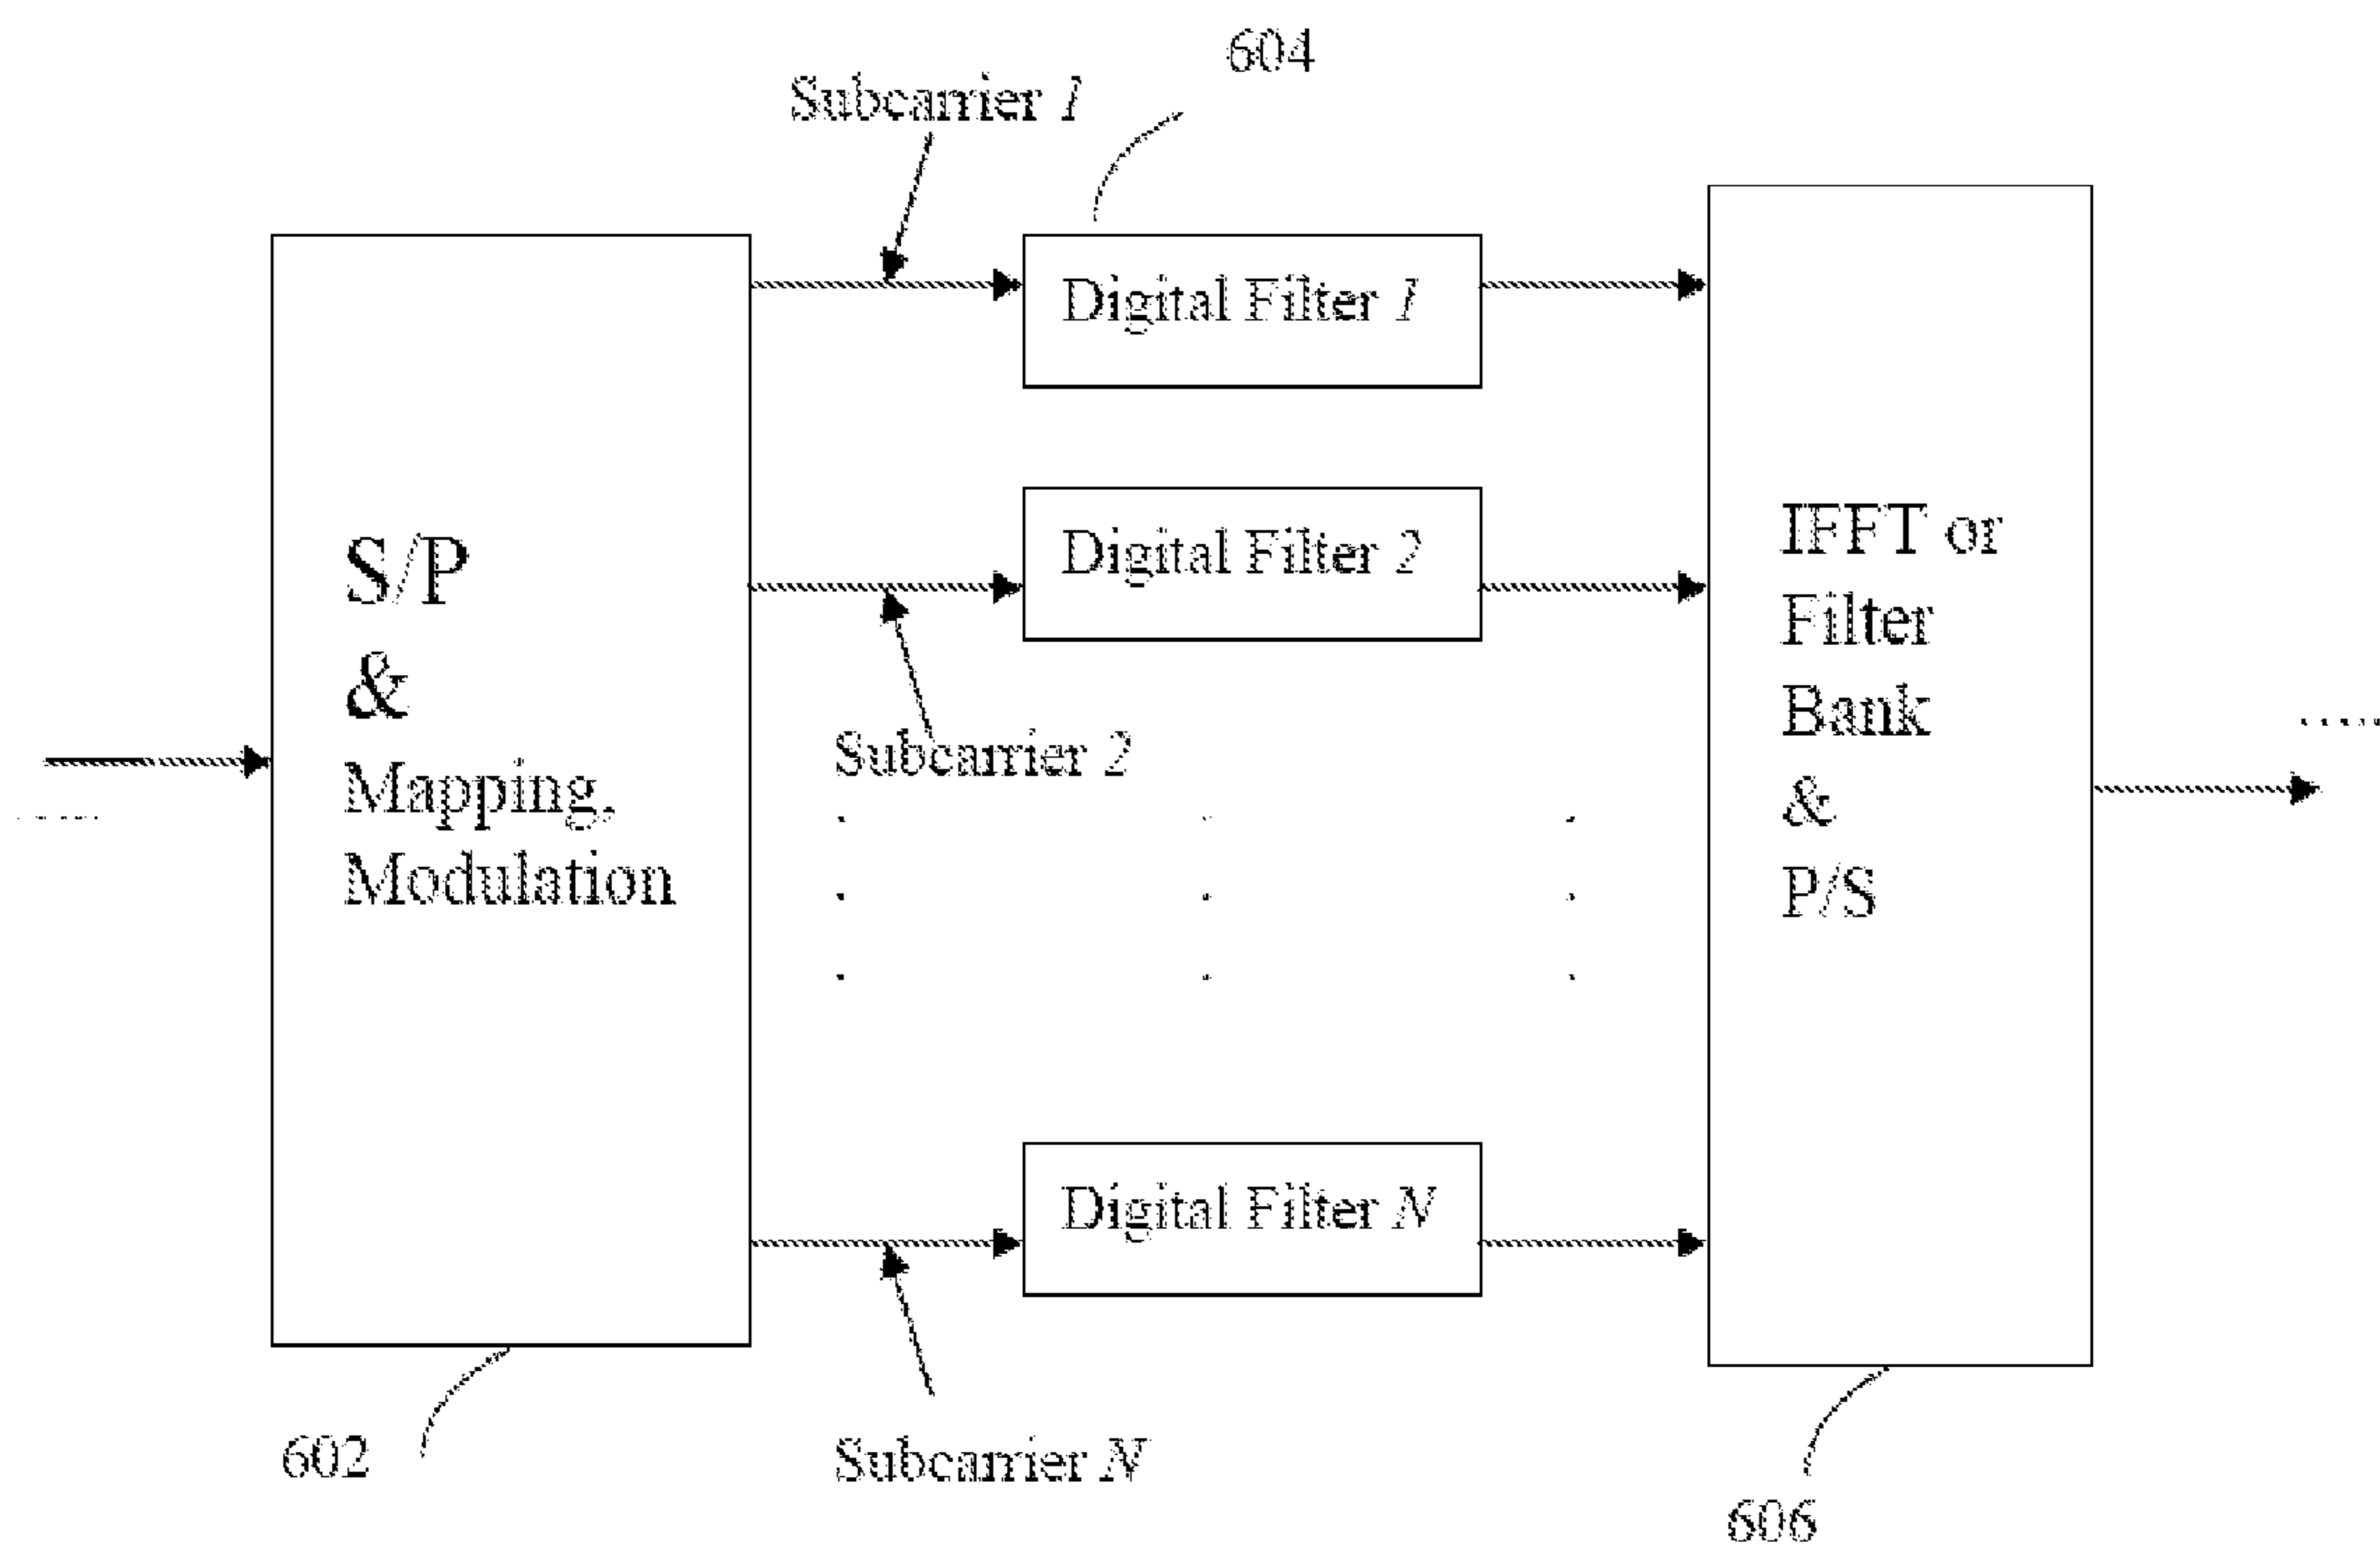 604
Subcarrier 1
Digital Filter 1
S/P
&
Mapping,
Modulation
Digital Filter 2
Subcarrier 2
IFFT or
Filter
Bank
&
P/S
Digital Filter N
Subcarrier N
602
606